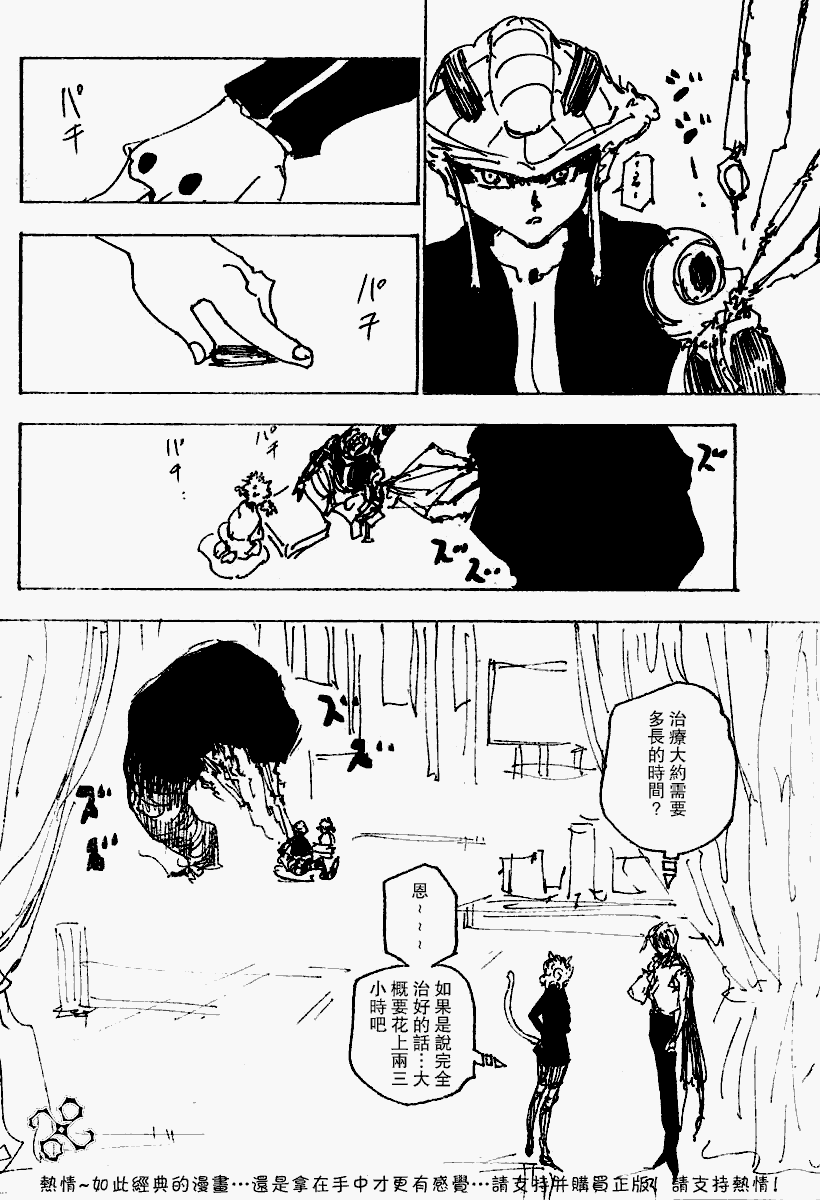 ズ
ズ
…2…
パチ
パチ
ズ
ズ
ズ
パチ
パチ…
治療大約需要
多長的時間？
ズ
ズ
ズ
ズ
恩~~~
如果是說完全
治好的話…大
概要花上兩三
小時吧
熱情~如此經典的漫畫…還是拿在手中才更有感覺…請支持并購買正版! 請支持熱情!